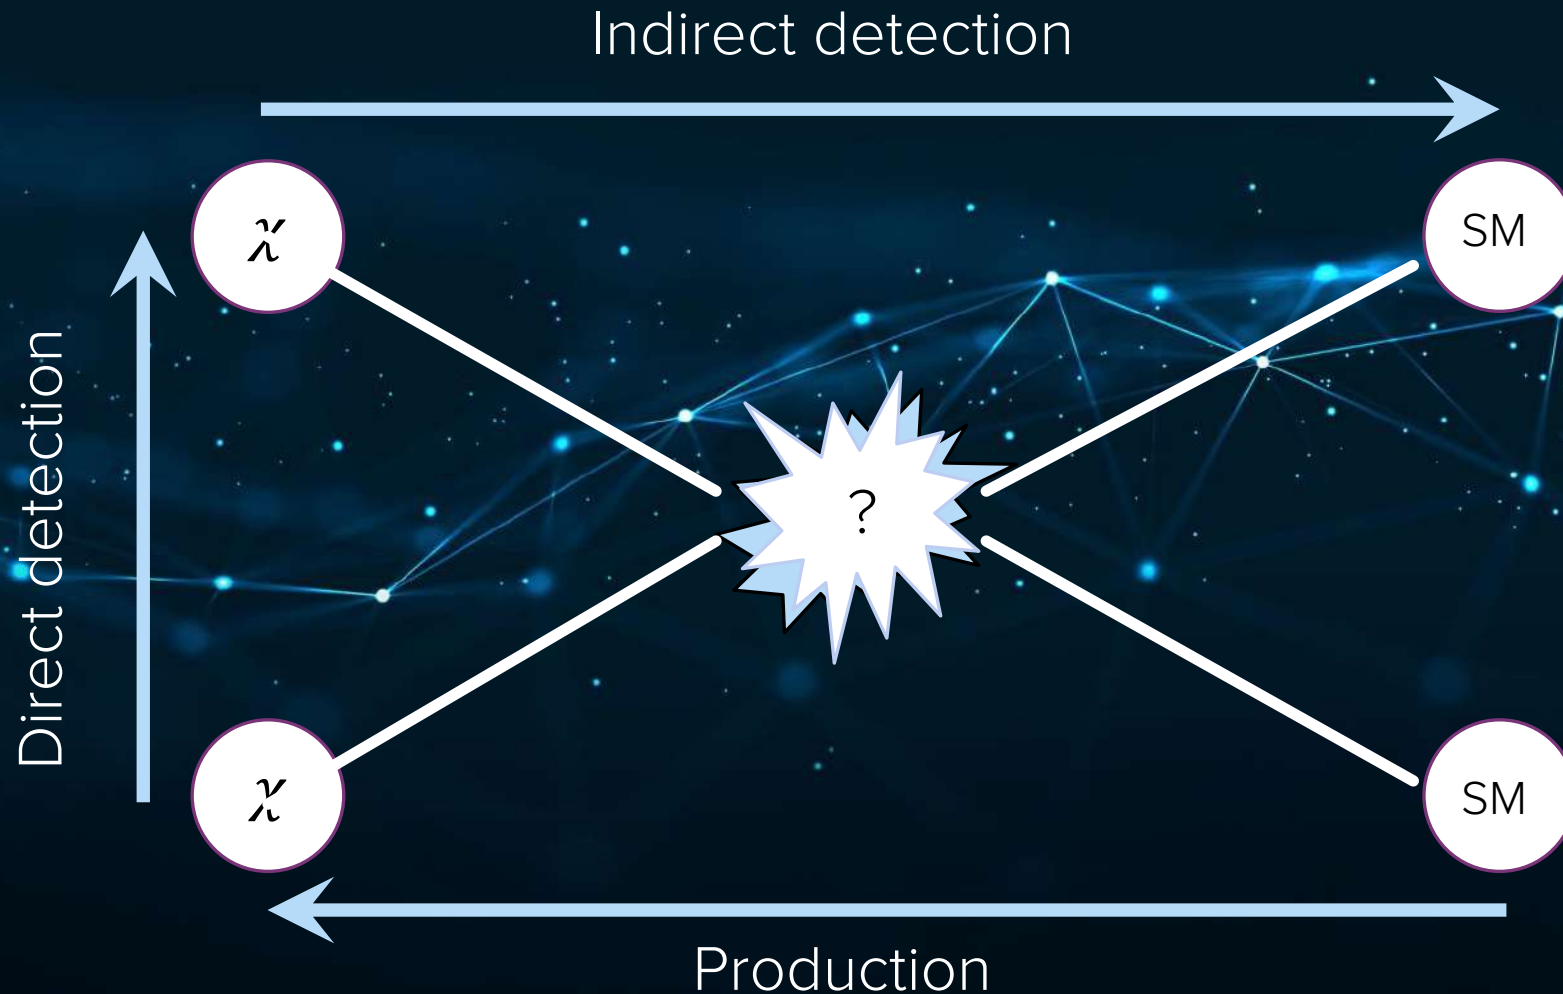 Indirect detection
χ
SM
Direct detection
?
χ
SM
Production